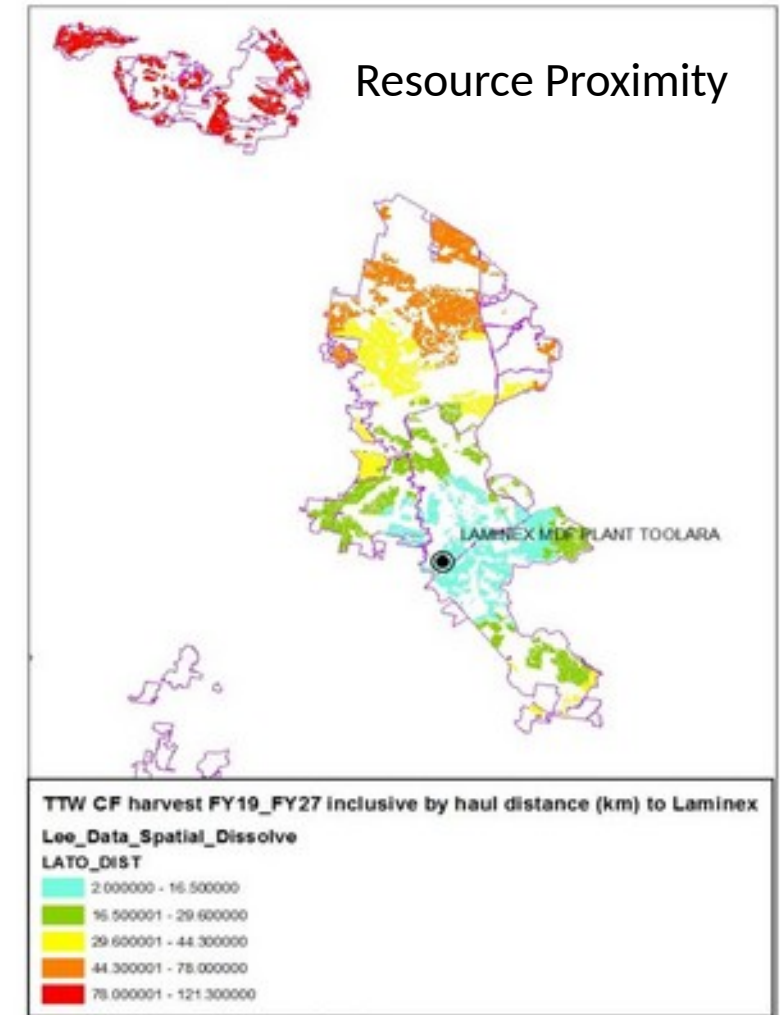 Resource Proximity
LAMINEX MDF PLANT TOOLARA
TTW CF harvest FY19_FY27 inclusive by haul distance (km) to Laminex
Lee_Data_Spatial_Dissolve
LATO_DIST
2.000000 - 16.500000
16.500001 - 29.600000
29.600001 - 44.300000
44.300001 - 78.000000
78.000001 - 121.300000